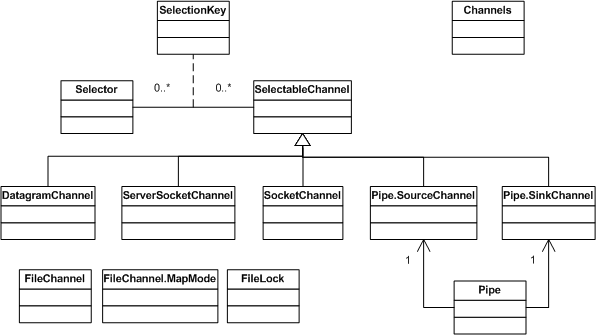 SelectionKey
Channels
Selector
0..*
0..*
SelectableChannel
DatagramChannel
ServerSocketChannel
SocketChannel
Pipe.SourceChannel
Pipe.SinkChannel
1
1
FileChannel
FileChannel.MapMode
FileLock
Pipe